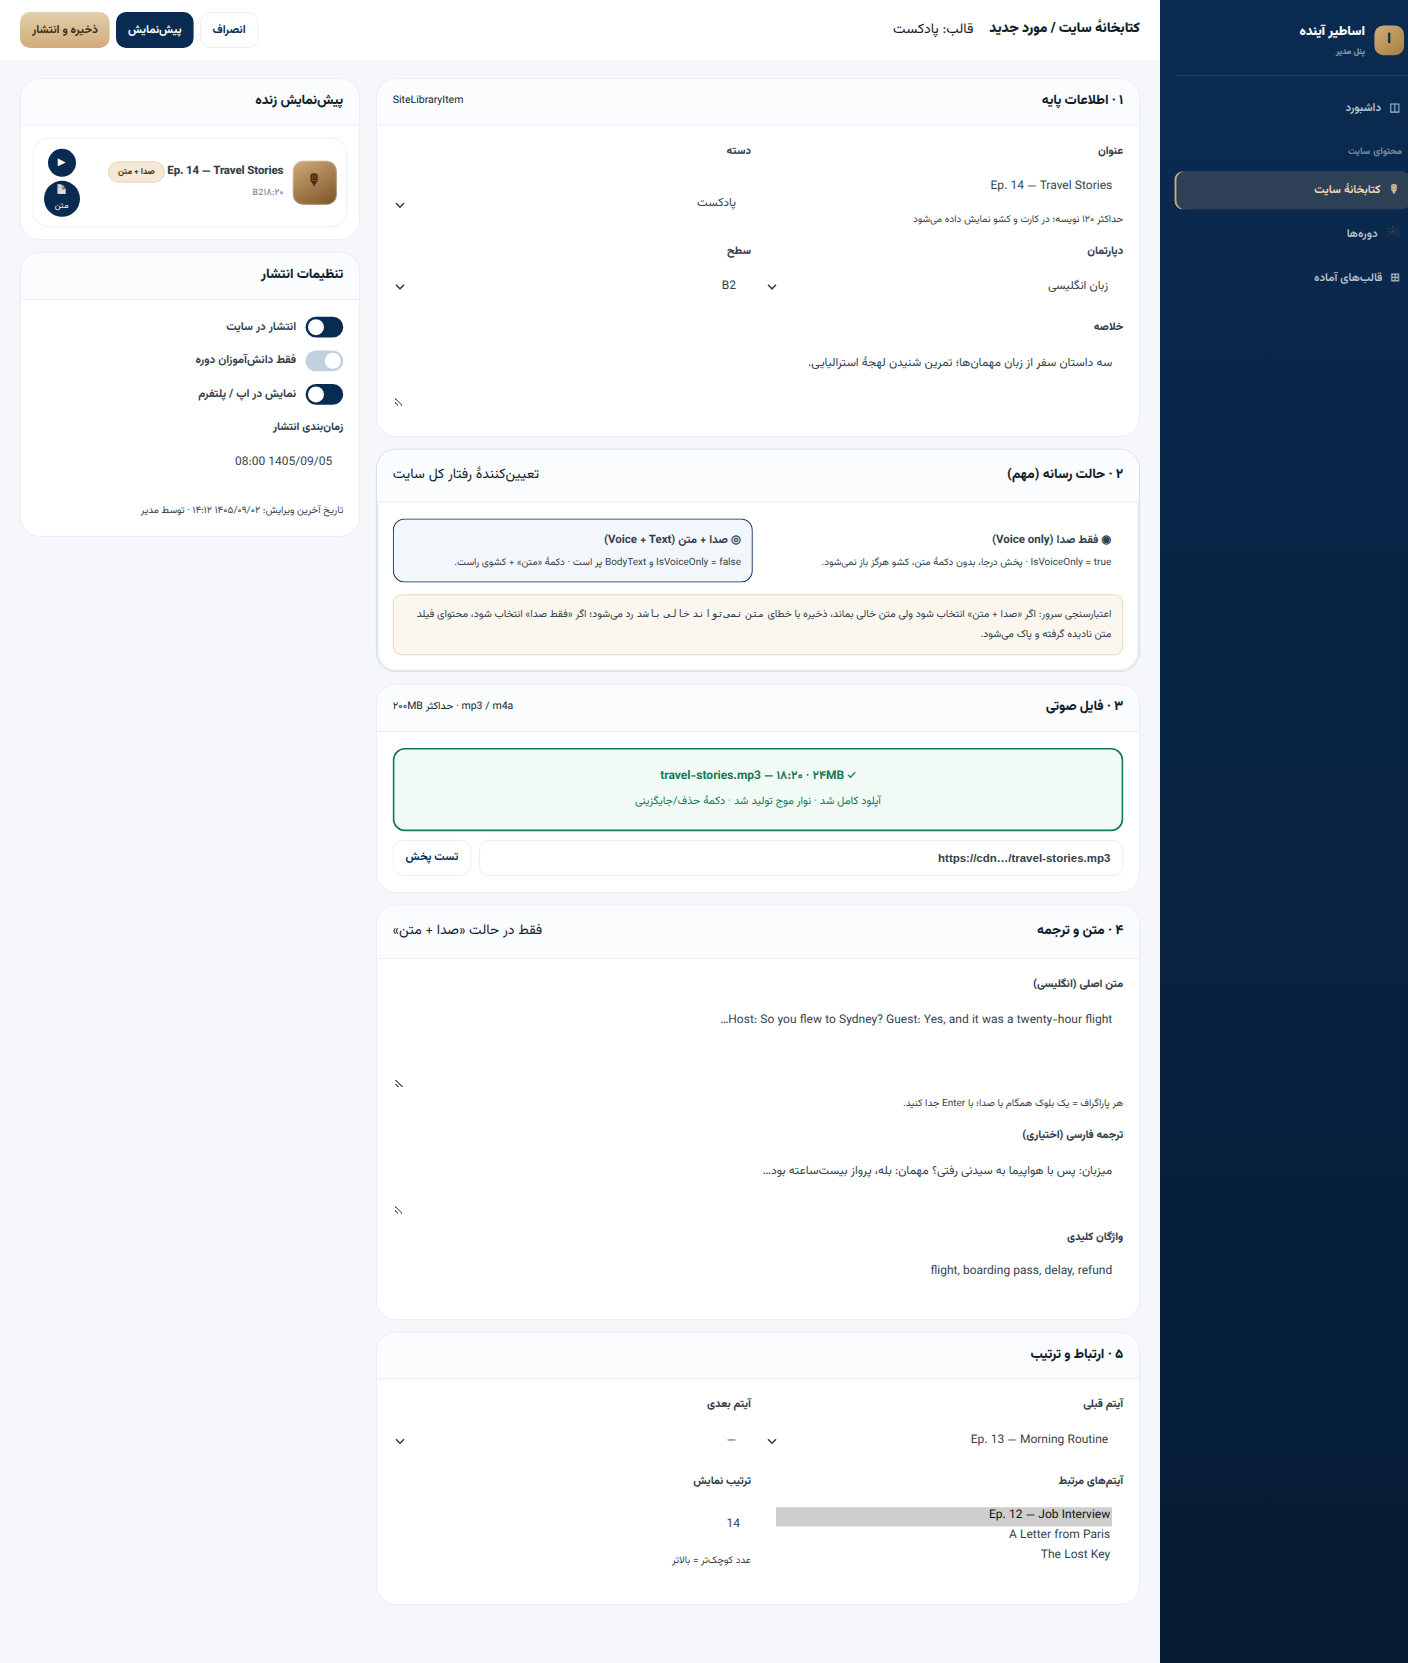 ا
اساطیر آینده
پنل مدیر
داشبورد
محتوای سایت
کتابخانهٔ سایت
دوره‌ها
قالب‌های آماده
کتابخانهٔ سایت / مورد جدید
قالب: پادکست
انصراف
پیش‌نمایش
ذخیره و انتشار
۱ · اطلاعات پایه
SiteLibraryItem
عنوان
دسته
Ep. 14 — Travel Stories
پادکست
حداکثر ۱۲۰ نویسه؛ در کارت و کشو نمایش داده می‌شود
دپارتمان
سطح
زبان انگلیسی
B2
خلاصه
سه داستان سفر از زبان مهمان‌ها؛ تمرین شنیدن لهجهٔ استرالیایی.
۲ · حالت رسانه (مهم)
تعیین‌کنندهٔ رفتار کل سایت
◉ فقط صدا (Voice only)
IsVoiceOnly = true · پخش درجا، بدون دکمهٔ متن، کشو هرگز باز نمی‌شود.
◎ صدا + متن (Voice + Text)
IsVoiceOnly = false و BodyText پر است · دکمهٔ «متن» + کشوی راست.
اعتبارسنجی سرور: اگر «صدا + متن» انتخاب شود ولی متن خالی بماند، ذخیره با خطای متن نمی‌تواند خالی باشد رد می‌شود؛ اگر «فقط صدا» انتخاب شود، محتوای فیلد
متن نادیده گرفته و پاک می‌شود.
۳ · فایل صوتی
mp3 / m4a · حداکثر ۲۰۰MB
✓ travel-stories.mp3 — ۱۸:۲۰ · ۲۴MB
آپلود کامل شد · نوار موج تولید شد · دکمهٔ حذف/جایگزینی
https://cdn…/travel-stories.mp3
تست پخش
۴ · متن و ترجمه
فقط در حالت «صدا + متن»
متن اصلی (انگلیسی)
Host: So you flew to Sydney? Guest: Yes, and it was a twenty-hour flight…
هر پاراگراف = یک بلوک همگام با صدا؛ با Enter جدا کنید.
ترجمه فارسی (اختیاری)
میزبان: پس با هواپیما به سیدنی رفتی؟ مهمان: بله، پرواز بیست‌ساعته بود…
واژگان کلیدی
flight, boarding pass, delay, refund
۵ · ارتباط و ترتیب
آیتم قبلی
آیتم بعدی
Ep. 13 — Morning Routine
—
آیتم‌های مرتبط
ترتیب نمایش
Ep. 12 — Job Interview
A Letter from Paris
The Lost Key
14
عدد کوچک‌تر = بالاتر
پیش‌نمایش زنده
Ep. 14 — Travel Stories
صدا + متن
B2۱۸:۲۰
متن
تنظیمات انتشار
انتشار در سایت
فقط دانش‌آموزان دوره
نمایش در اپ / پلتفرم
زمان‌بندی انتشار
1405/09/05 08:00
تاریخ آخرین ویرایش: ۱۴۰۵/۰۹/۰۲ ۱۴:۱۲ · توسط مدیر